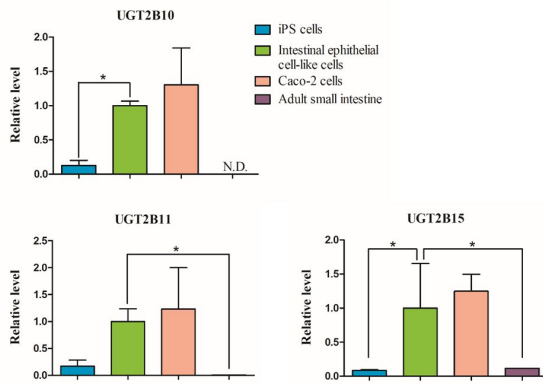 UGT2B10
Relative level
2.0
1.5
1.0
0.5
0.0
*
N.D.
iPS cells
Intestinal ephithelial
cell-like cells
Caco-2 cells
Adult small intestine
UGT2B11
Relative level
2.5
2.0
1.5
1.0
0.5
0.0
*
UGT2B15
Relative level
2.0
1.5
1.0
0.5
0.0
*
*